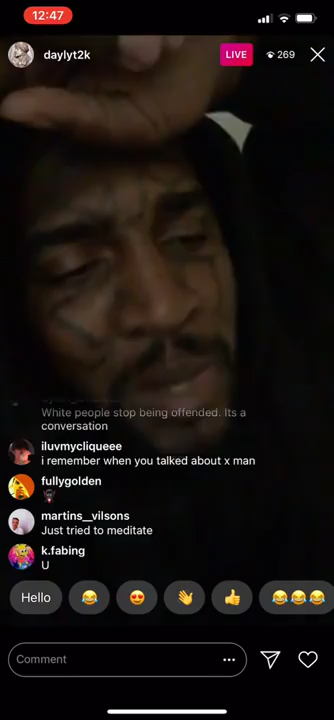 12:47
daylyt2k
LIVE
269
White people stop being offended. Its a
conversation
iluvmycliqueee
i remember when you talked about x man
fullygolden
martins__vilsons
Just tried to meditate
k.fabing
U
Hello
Comment